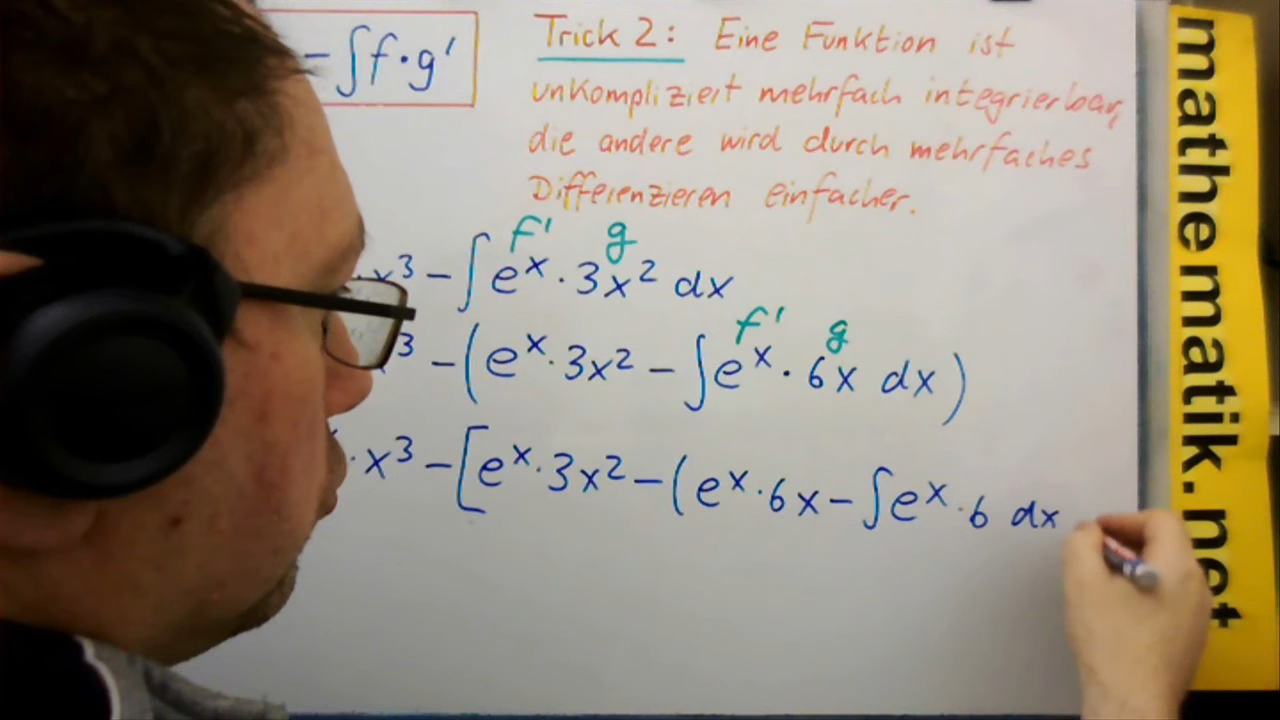 - ∫f·g'
Trick 2: Eine Funktion ist
unkompliziert mehrfach integrierbar,
die andere wird durch mehrfaches
Differenzieren einfacher.
f' g
x³ - ∫eˣ · 3x² dx
f' g
³ - (eˣ · 3x² - ∫eˣ · 6x dx)
· x³ - [eˣ · 3x² - (eˣ · 6x - ∫eˣ · 6 dx
mathematik.net